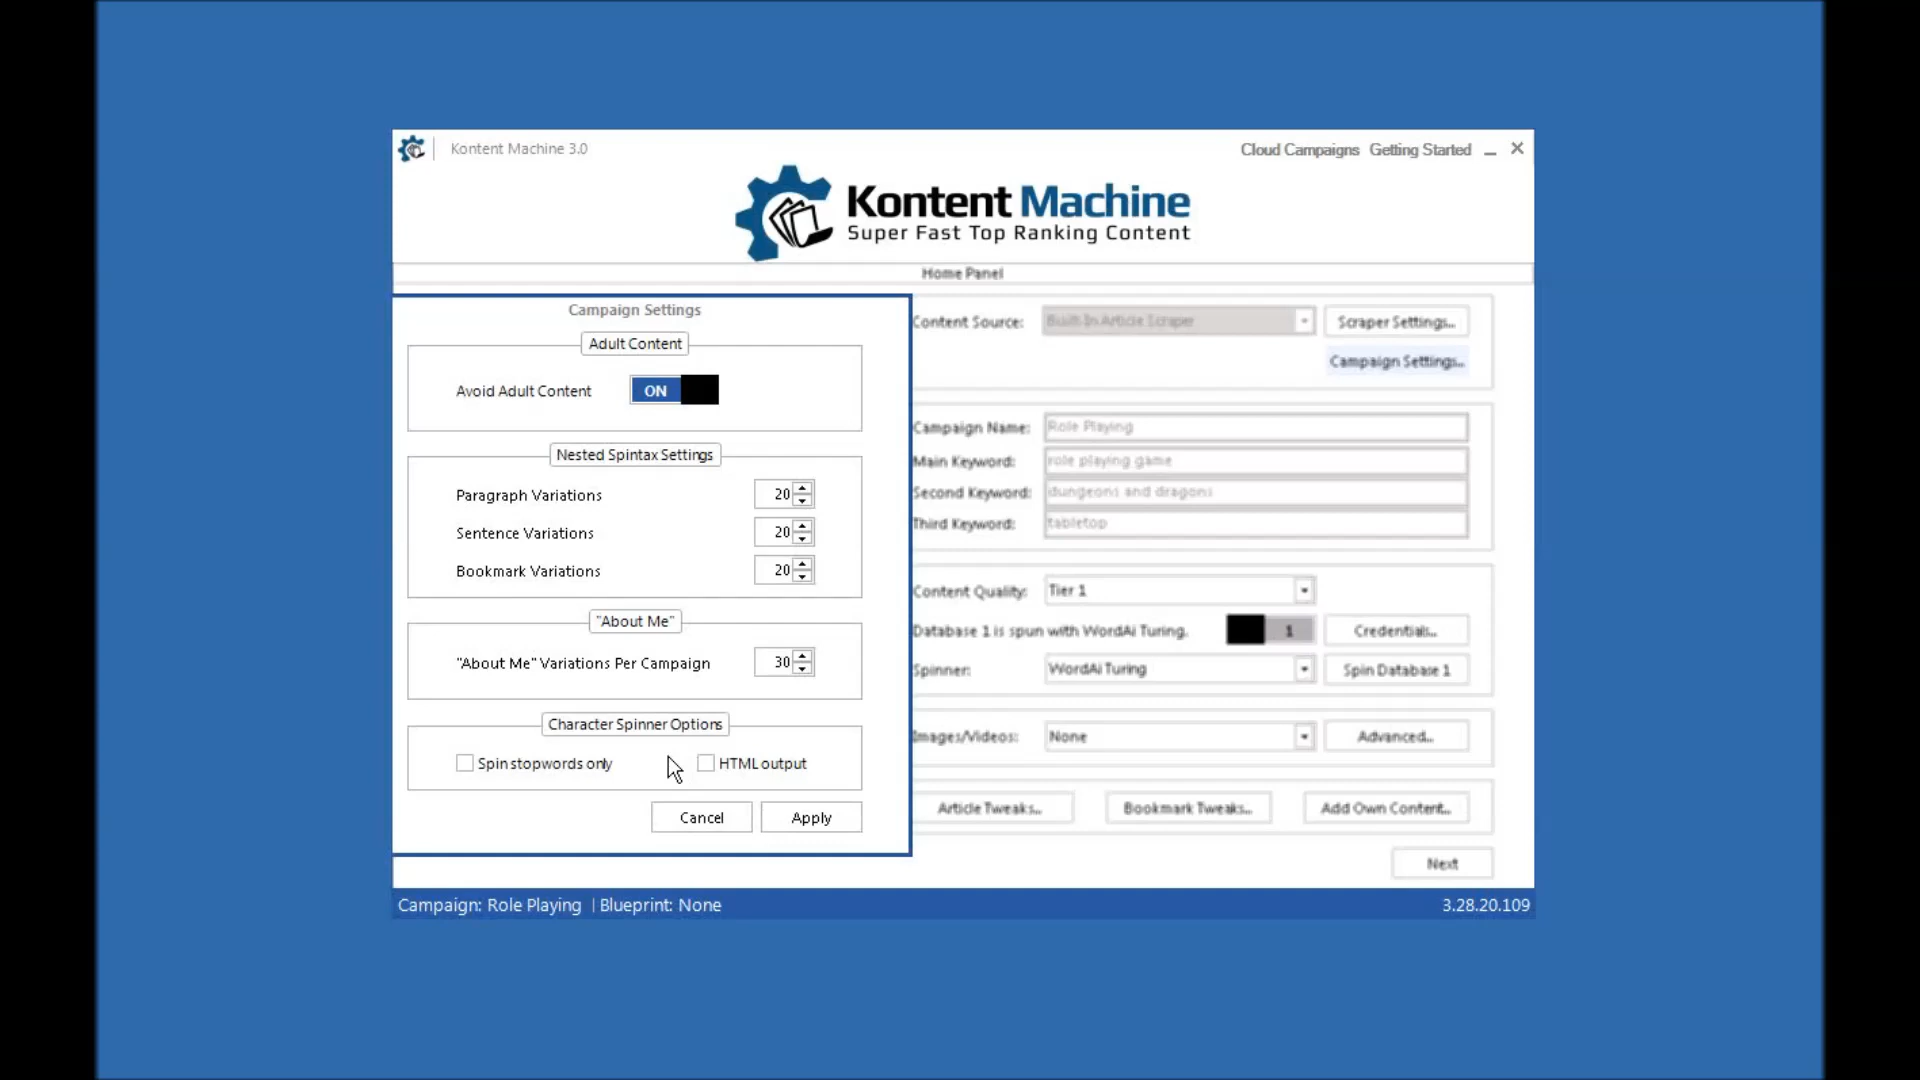 Kontent Machine 3.0
Cloud Campaigns Getting Started
Kontent Machine
Super Fast Top Ranking Content
Home Panel
Campaign Settings
Adult Content
Avoid Adult Content ON
Nested Spintax Settings
Paragraph Variations 20
Sentence Variations 20
Bookmark Variations 20
"About Me"
"About Me" Variations Per Campaign 30
Character Spinner Options
Spin stopwords only HTML output
Cancel Apply
Content Source: Built-In Article Scraper Scraper Settings...
Campaign Settings...
Campaign Name: Role Playing
Main Keyword: role playing game
Second Keyword: dungeons and dragons
Third Keyword: tabletop
Content Quality: Tier 1
Database 1 is spun with WordAi Turing. 1 Credentials...
Spinner: WordAi Turing Spin Database 1
Images/Videos: None Advanced...
Article Tweaks... Bookmark Tweaks... Add Own Content...
Next
Campaign: Role Playing | Blueprint: None 3.28.20.109